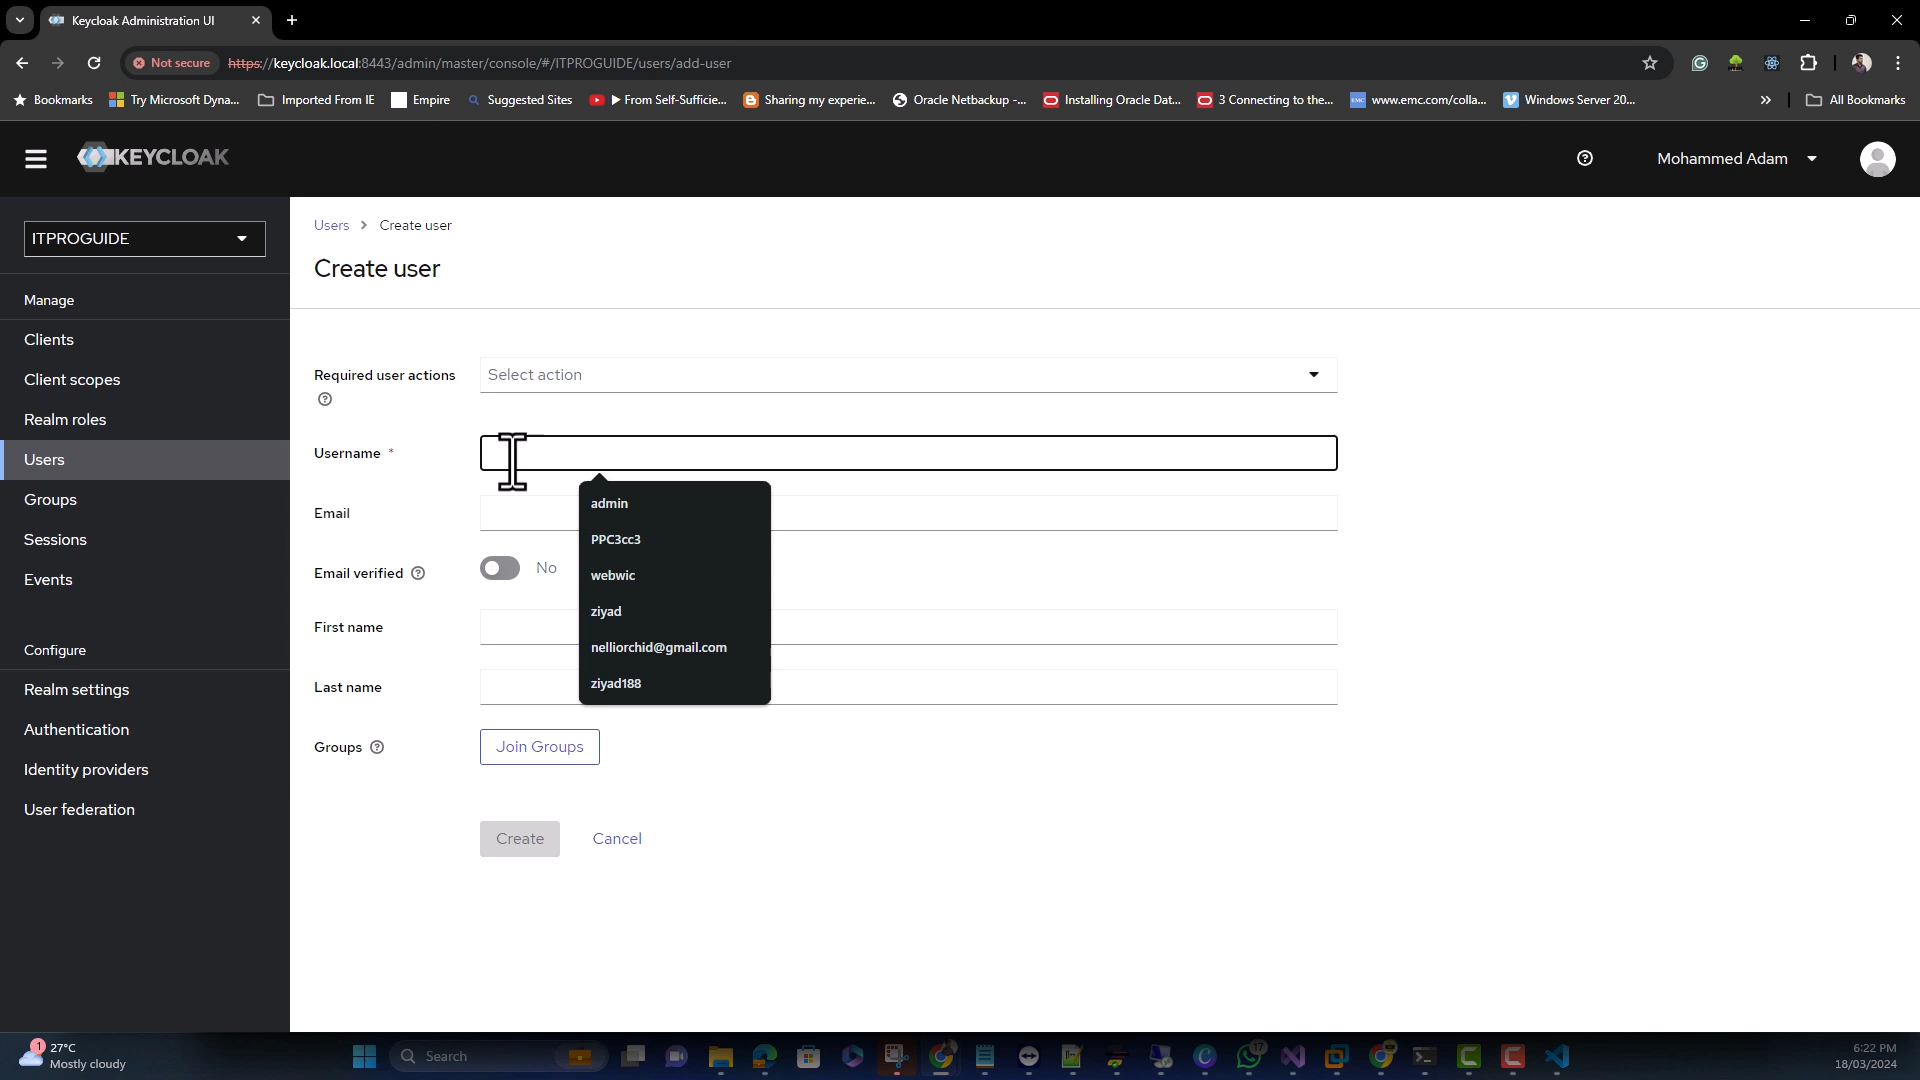 Keycloak Administration UI
Not secure https://keycloak.local:8443/admin/master/console/#/ITPROGUIDE/users/add-user
Bookmarks Try Microsoft Dyna... Imported From IE Empire Suggested Sites ► From Self-Sufficie... Sharing my experie... Oracle Netbackup -... Installing Oracle Dat... 3 Connecting to the... www.emc.com/colla... Windows Server 20... » All Bookmarks
KEYCLOAK
Mohammed Adam
ITPROGUIDE
Manage
Clients
Client scopes
Realm roles
Users
Groups
Sessions
Events
Configure
Realm settings
Authentication
Identity providers
User federation
Users > Create user
Create user
Required user actions
Select action
Username *
admin
PPC3cc3
webwic
ziyad
nelliorchid@gmail.com
ziyad188
Email
Email verified
No
First name
Last name
Groups
Join Groups
Create
Cancel
1
27°C
Mostly cloudy
Search
17
6:22 PM
18/03/2024